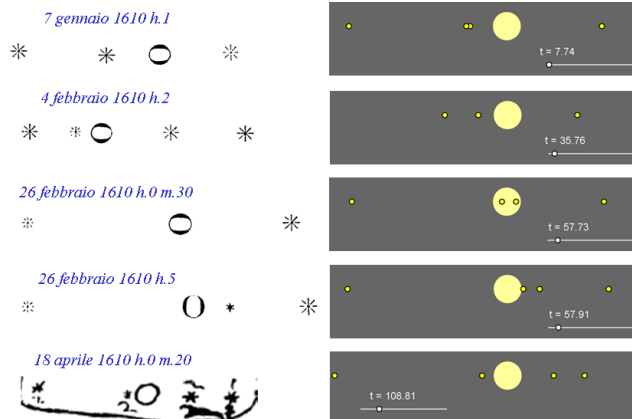 7 gennaio 1610 h.1
t = 7.74
4 febbraio 1610 h.2
t = 35.76
26 febbraio 1610 h.0 m.30
t = 57.73
26 febbraio 1610 h.5
t = 57.91
18 aprile 1610 h.0 m.20
t = 108.81
2